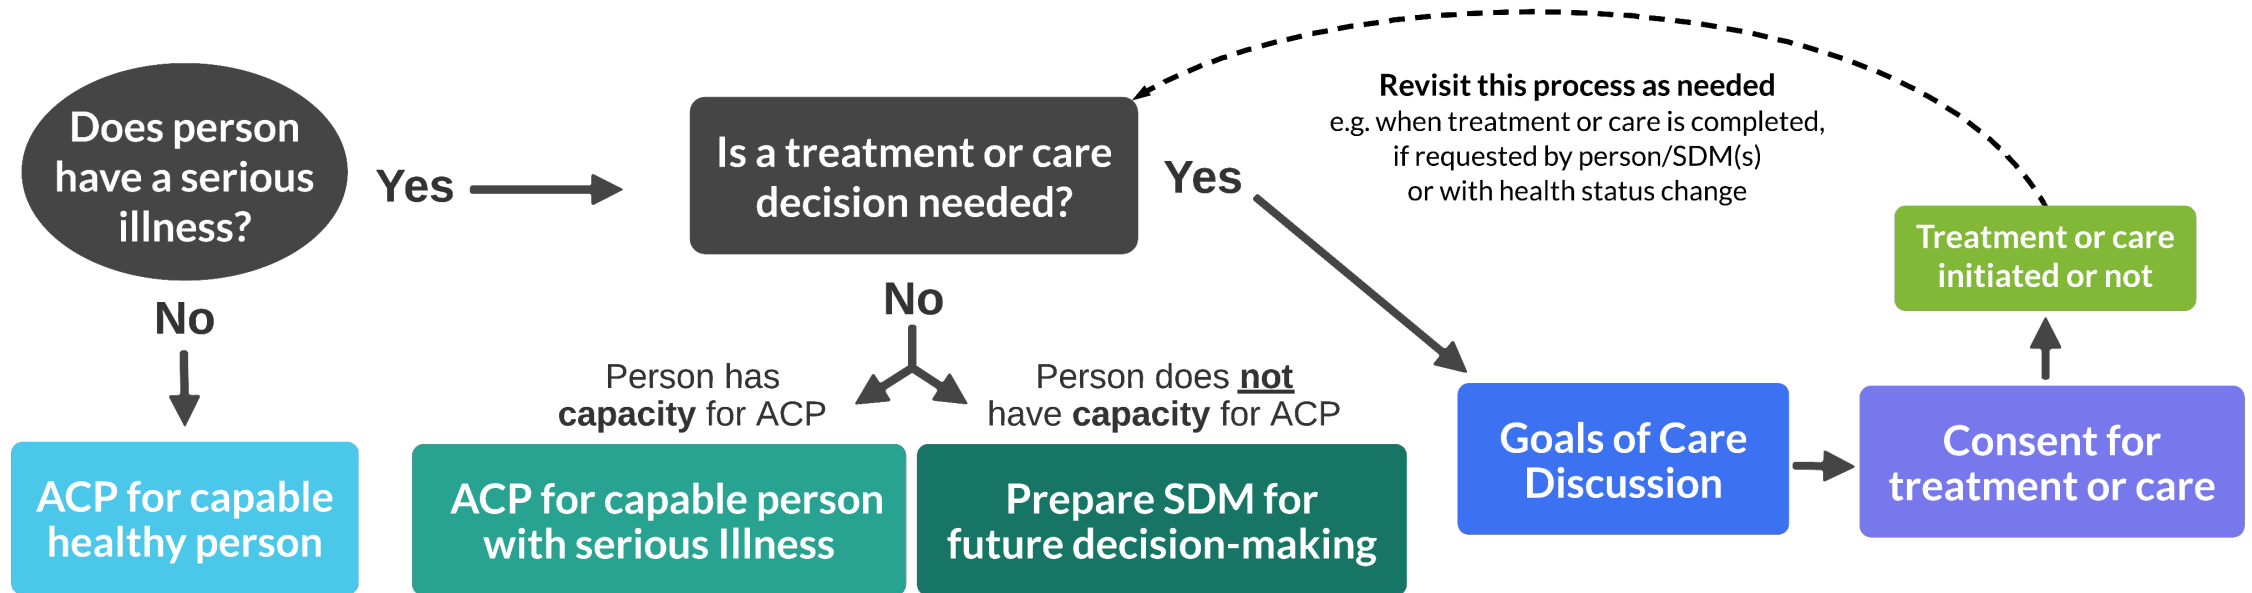 Does person
have a serious
illness?
Yes
No
ACP for capable
healthy person
Is a treatment or care
decision needed?
Yes
No
Person has
capacity for ACP
Person does not
have capacity for ACP
ACP for capable person
with serious Illness
Prepare SDM for
future decision-making
Goals of Care
Discussion
Consent for
treatment or care
Treatment or care
initiated or not
Revisit this process as needed
e.g. when treatment or care is completed,
if requested by person/SDM(s)
or with health status change